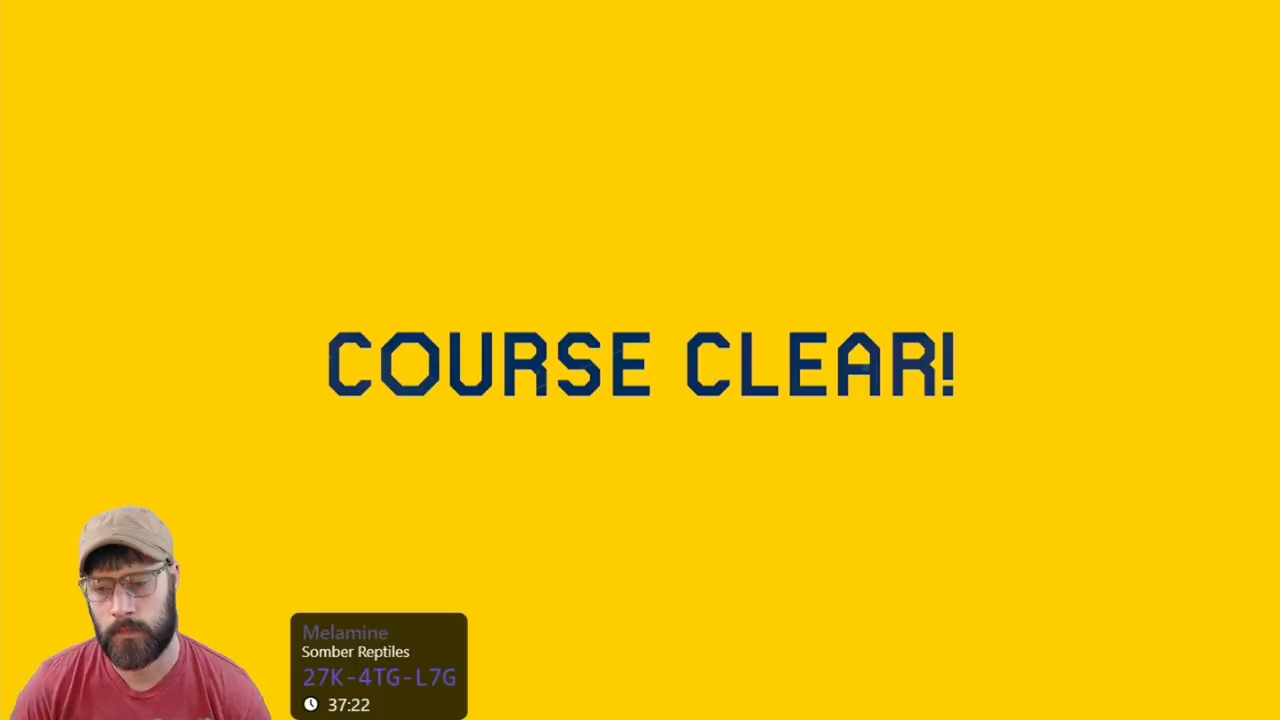 COURSE CLEAR!
Melamine
Somber Reptiles
27K-4TG-L7G
37:22